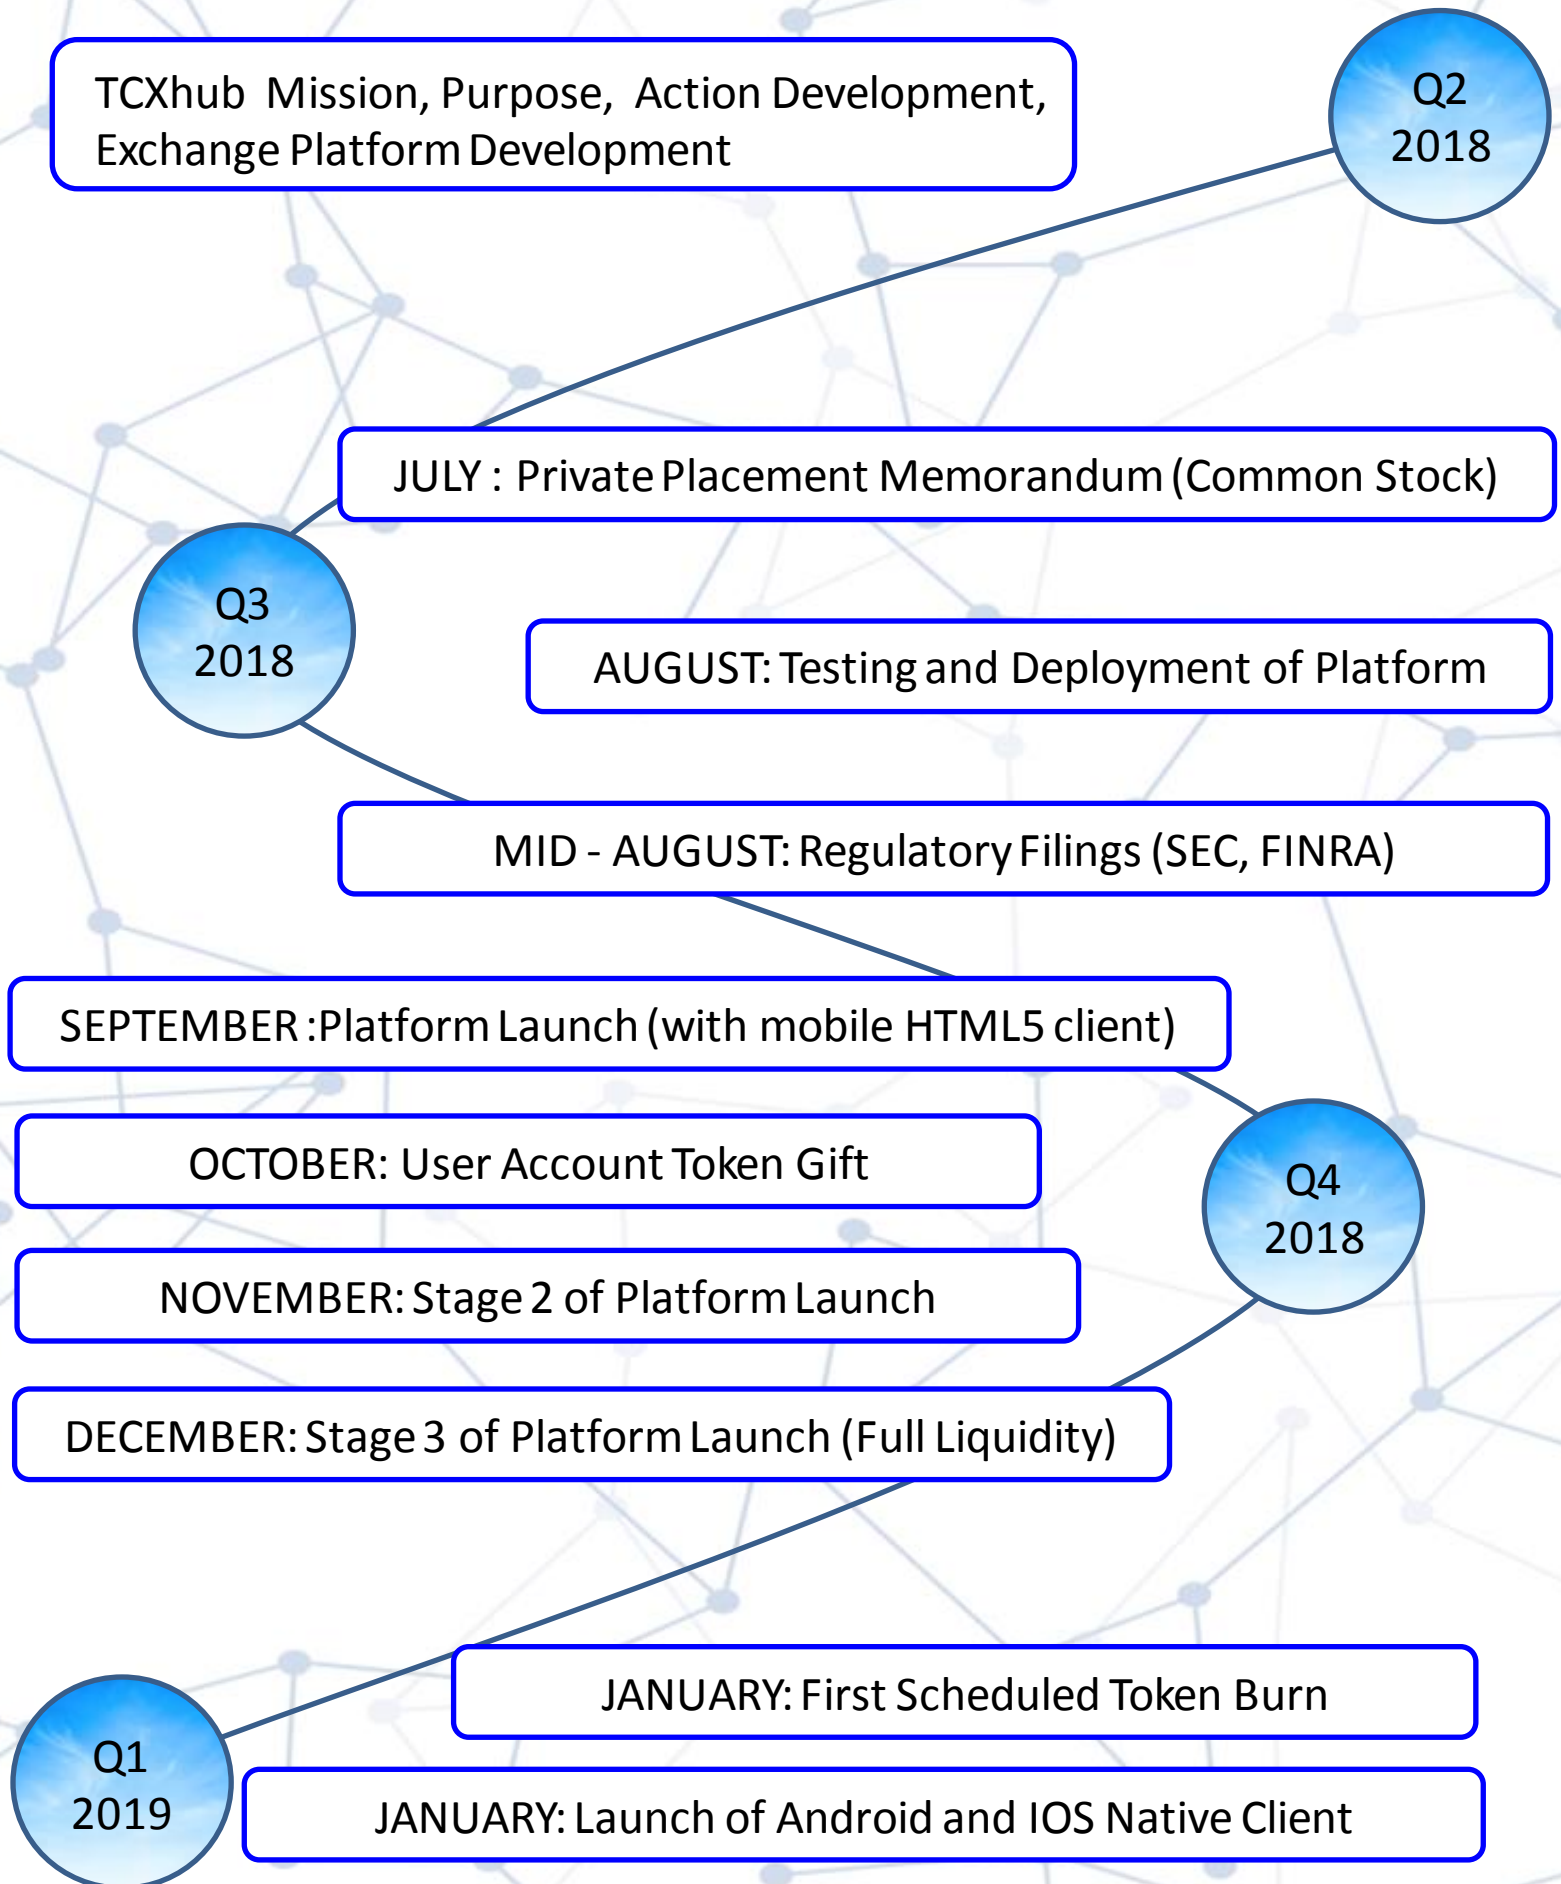 TCXhub Mission, Purpose, Action Development,
Exchange Platform Development
Q2
2018
JULY : Private Placement Memorandum (Common Stock)
Q3
2018
AUGUST: Testing and Deployment of Platform
MID - AUGUST: Regulatory Filings (SEC, FINRA)
SEPTEMBER :Platform Launch (with mobile HTML5 client)
OCTOBER: User Account Token Gift
Q4
2018
NOVEMBER: Stage 2 of Platform Launch
DECEMBER: Stage 3 of Platform Launch (Full Liquidity)
JANUARY: First Scheduled Token Burn
Q1
2019
JANUARY: Launch of Android and IOS Native Client